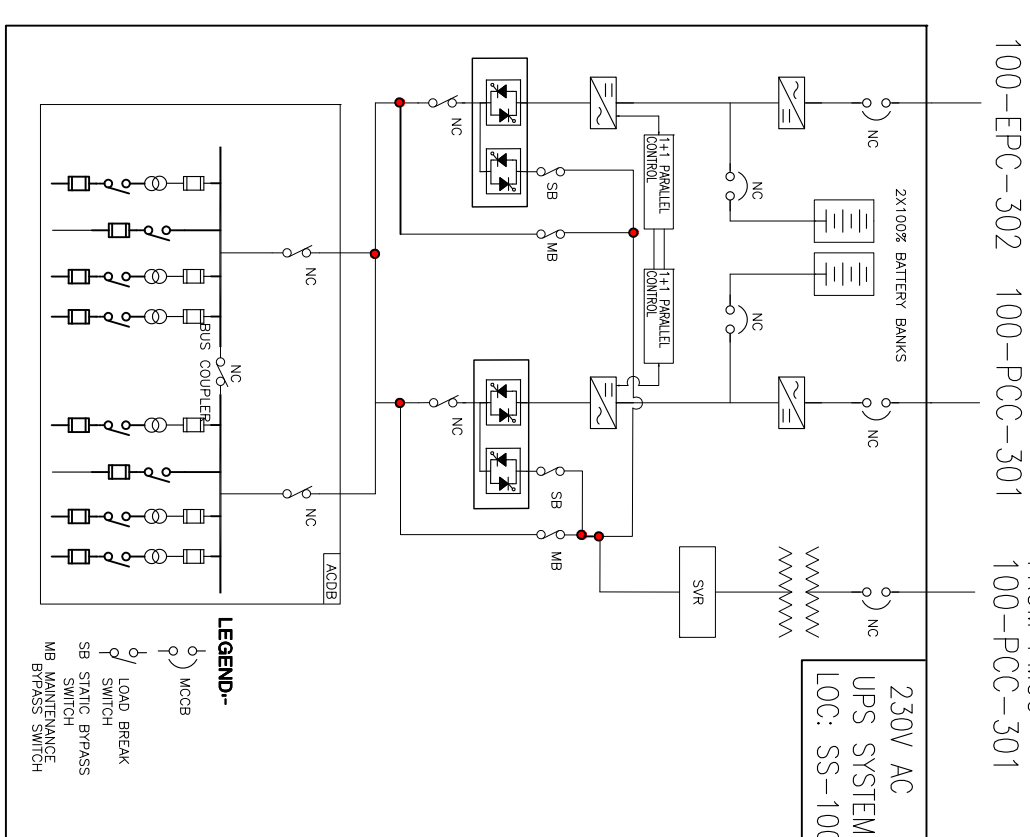 100-EPC-302
100-PCC-301
100-PCC-301
NC
NC
NC
2X100% BATTERY BANKS
NC
NC
1+1 PARALLEL
CONTROL
1+1 PARALLEL
CONTROL
SVR
SB
MB
SB
MB
NC
NC
NC
NC
NC
BUS COUPLER
ACDB
230V AC
UPS SYSTEM
LEGEND:-
MCCB
LOAD BREAK
SWITCH
SB STATIC BYPASS
SWITCH
MB MAINTENANCE
BYPASS SWITCH